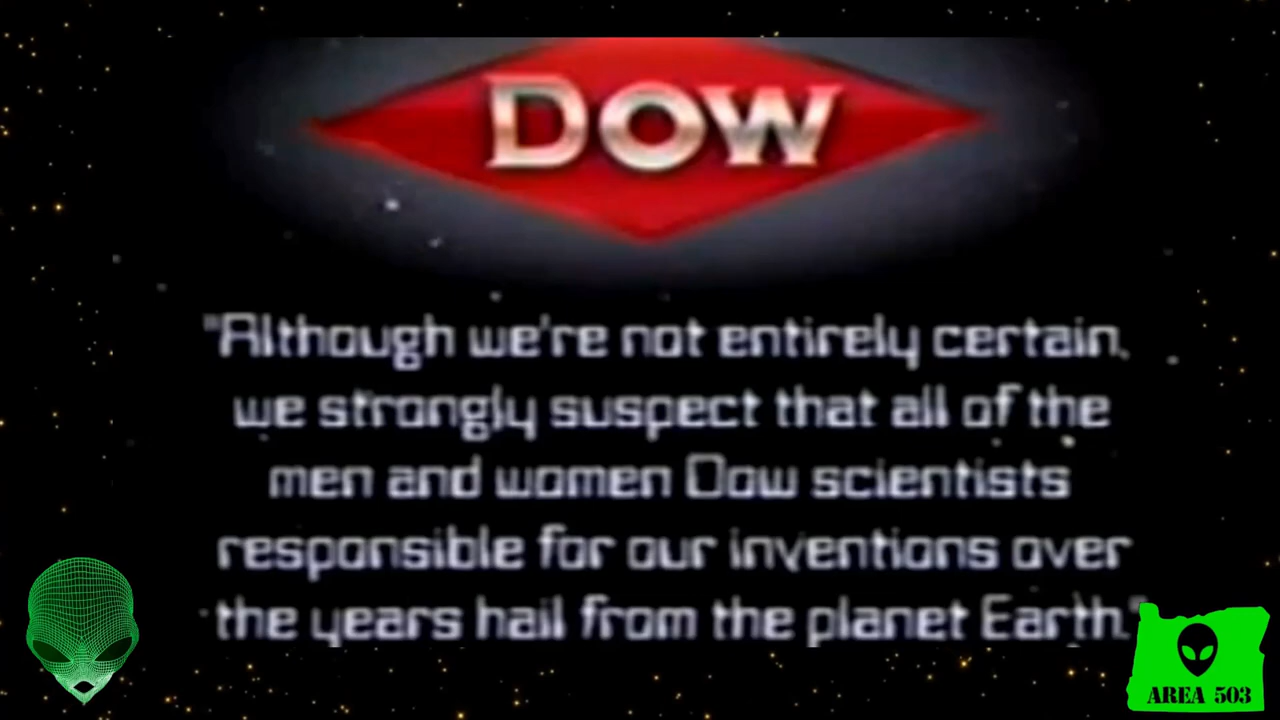 DOW
"Although we're not entirely certain,
we strongly suspect that all of the
men and women Dow scientists
responsible for our inventions over
the years hail from the planet Earth."
AREA 503